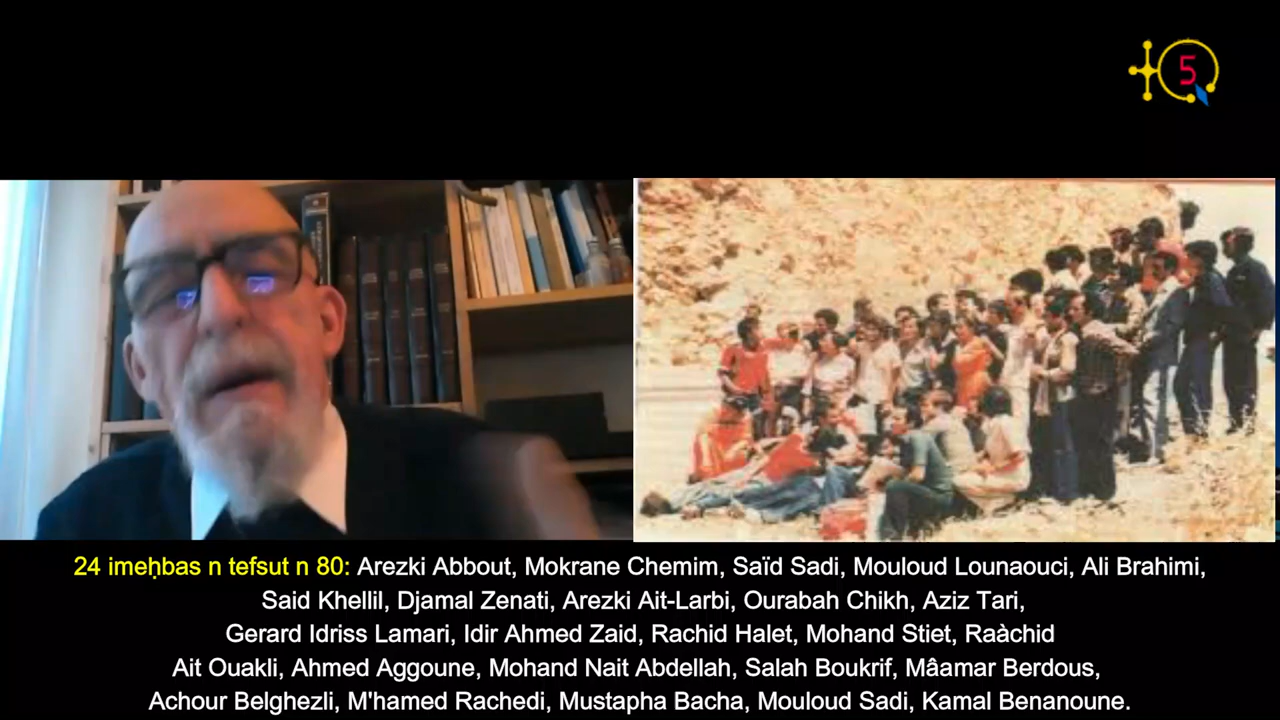 5
24 imeḥbas n tefsut n 80: Arezki Abbout, Mokrane Chemim, Saïd Sadi, Mouloud Lounaouci, Ali Brahimi,
Said Khellil, Djamal Zenati, Arezki Ait-Larbi, Ourabah Chikh, Aziz Tari,
Gerard Idriss Lamari, Idir Ahmed Zaid, Rachid Halet, Mohand Stiet, Raàchid
Ait Ouakli, Ahmed Aggoune, Mohand Nait Abdellah, Salah Boukrif, Mâamar Berdous,
Achour Belghezli, M'hamed Rachedi, Mustapha Bacha, Mouloud Sadi, Kamal Benanoune.